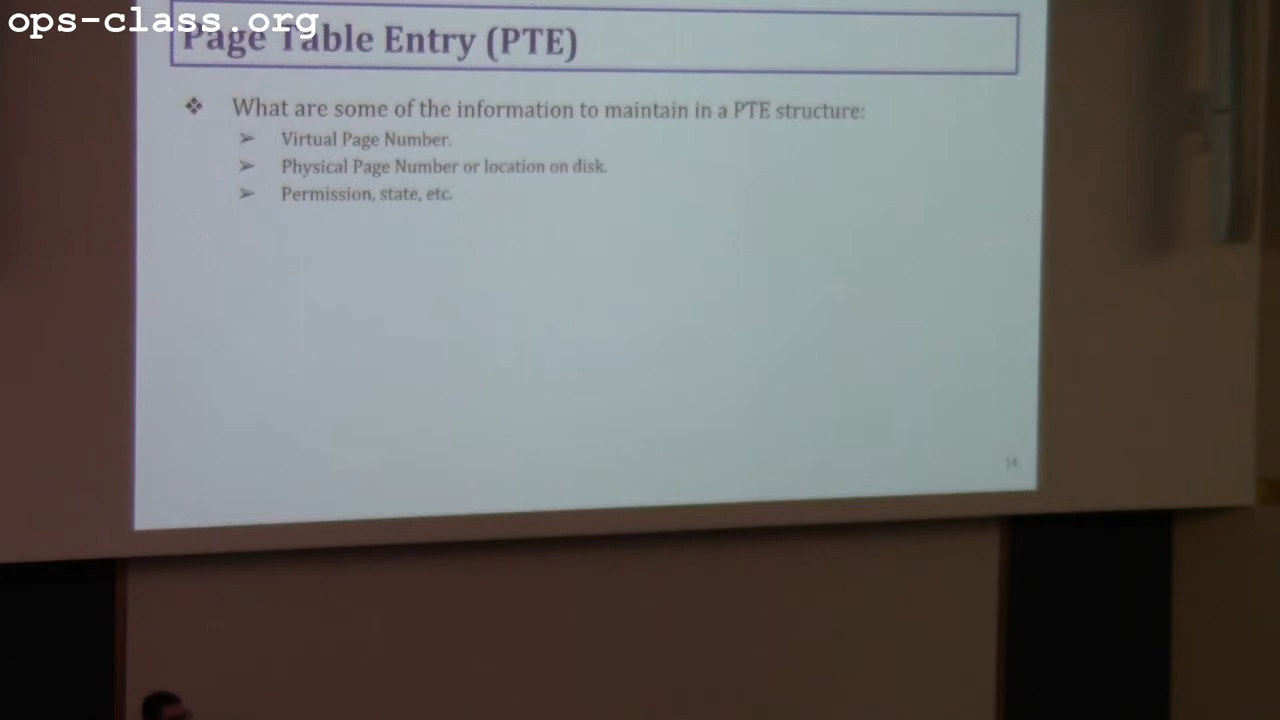 ops-class.org
Page Table Entry (PTE)
❖ What are some of the information to maintain in a PTE structure:
➢ Virtual Page Number.
➢ Physical Page Number or location on disk.
➢ Permission, state, etc.